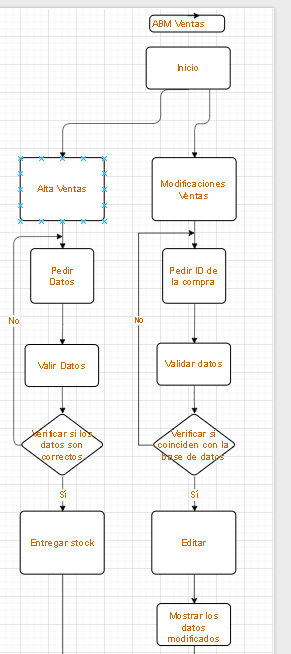 ABM Ventas
Inicio
Alta Ventas
Modificaciones
Ventas
Pedir
Datos
Pedir ID de
la compra
No
No
Valir Datos
Validar datos
Verificar si los
datos son
correctos
Verificar si
coinciden con la
base de datos
Sí
Sí
Entregar stock
Editar
Mostrar los
datos
modificados